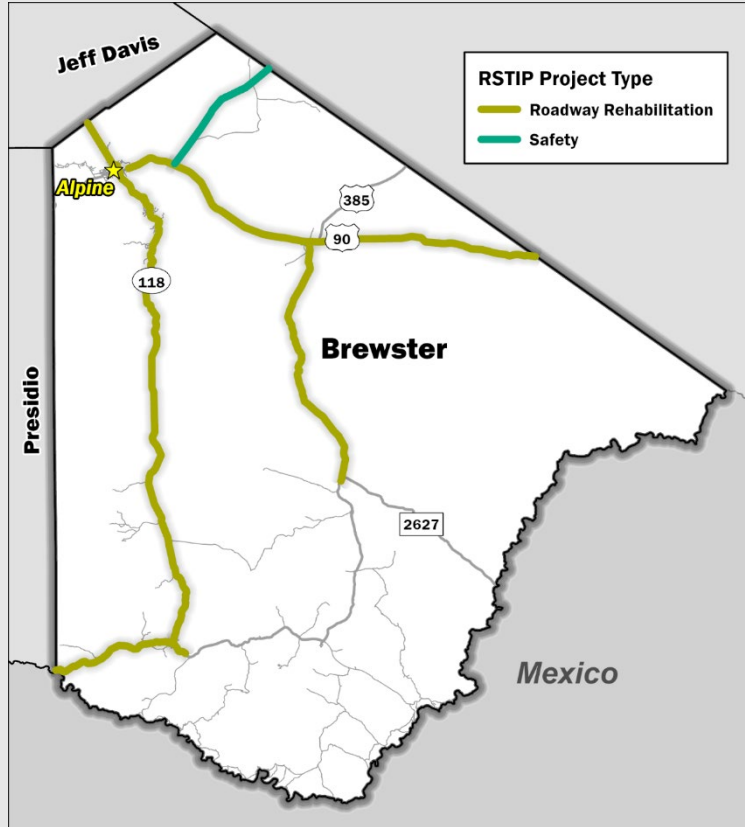 Jeff Davis
RSTIP Project Type
Roadway Rehabilitation
Safety
Alpine
385
90
118
Brewster
Presidio
2627
Mexico